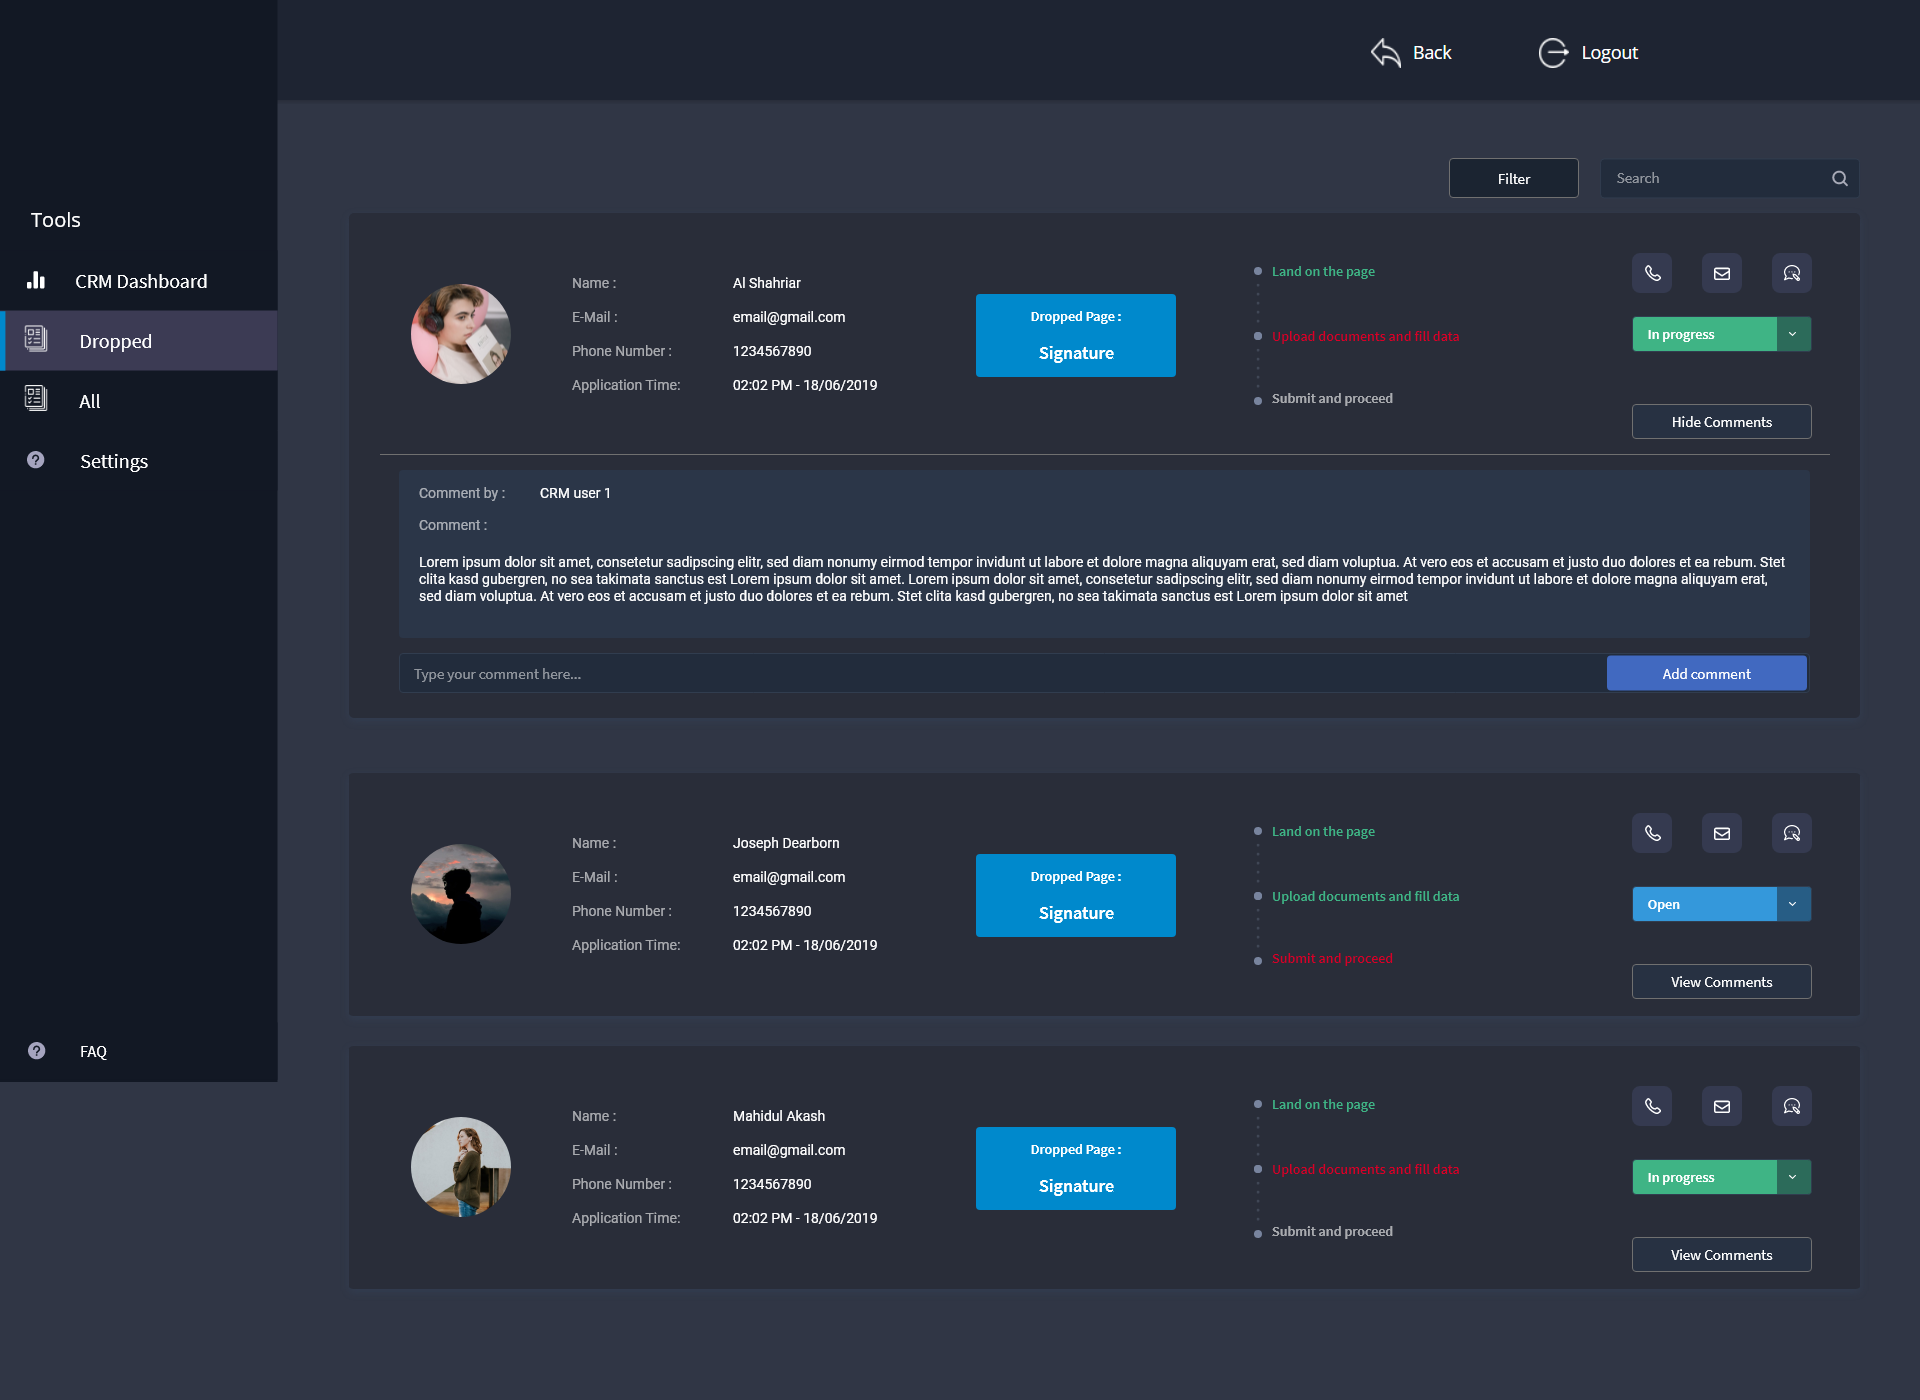 Back
Logout
Filter
Search
Tools
CRM Dashboard
Dropped
All
Settings
FAQ
Name :
Al Shahriar
E-Mail :
email@gmail.com
Phone Number :
1234567890
Application Time:
02:02 PM - 18/06/2019
Dropped Page :
Signature
Land on the page
Upload documents and fill data
Submit and proceed
In progress
Hide Comments
Comment by :
CRM user 1
Comment :
Lorem ipsum dolor sit amet, consetetur sadipscing elitr, sed diam nonumy eirmod tempor invidunt ut labore et dolore magna aliquyam erat, sed diam voluptua. At vero eos et accusam et justo duo dolores et ea rebum. Stet
clita kasd gubergren, no sea takimata sanctus est Lorem ipsum dolor sit amet. Lorem ipsum dolor sit amet, consetetur sadipscing elitr, sed diam nonumy eirmod tempor invidunt ut labore et dolore magna aliquyam erat,
sed diam voluptua. At vero eos et accusam et justo duo dolores et ea rebum. Stet clita kasd gubergren, no sea takimata sanctus est Lorem ipsum dolor sit amet
Type your comment here...
Add comment
Name :
Joseph Dearborn
E-Mail :
email@gmail.com
Phone Number :
1234567890
Application Time:
02:02 PM - 18/06/2019
Dropped Page :
Signature
Land on the page
Upload documents and fill data
Submit and proceed
Open
View Comments
Name :
Mahidul Akash
E-Mail :
email@gmail.com
Phone Number :
1234567890
Application Time:
02:02 PM - 18/06/2019
Dropped Page :
Signature
Land on the page
Upload documents and fill data
Submit and proceed
In progress
View Comments